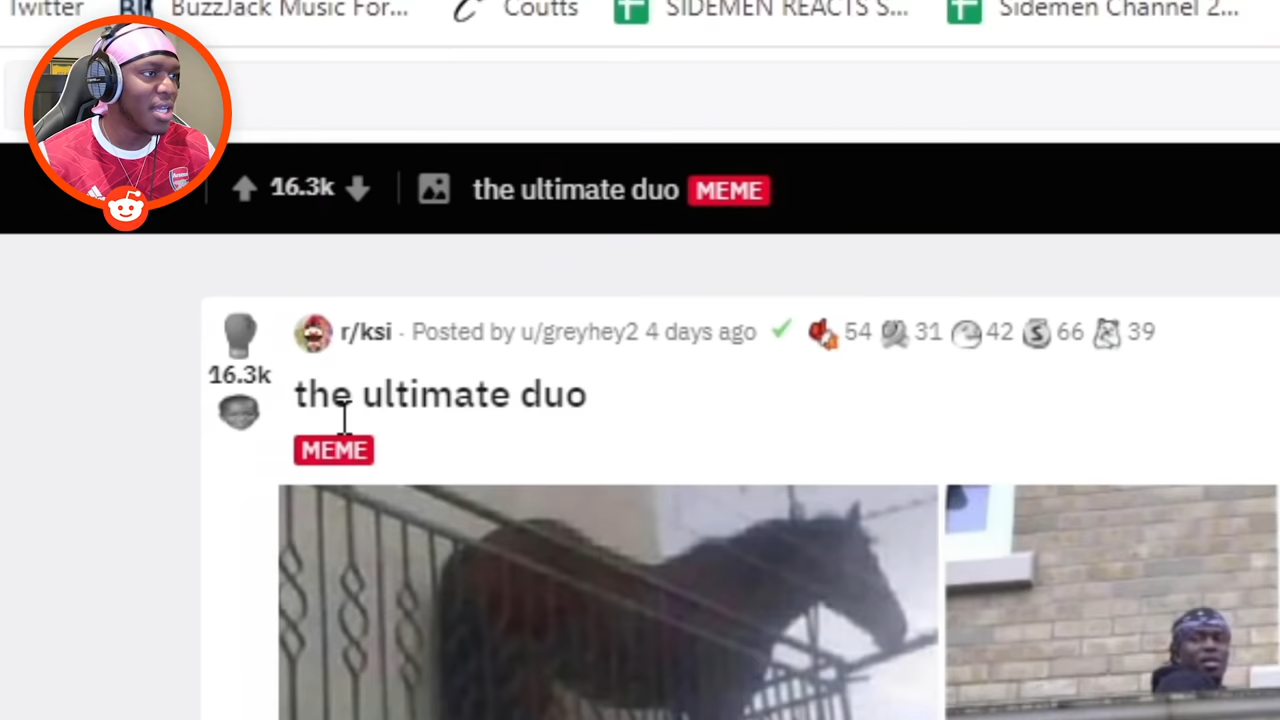 Twitter BuzzJack Music For... Coutts SIDEMEN REACTS S... Sidemen Channel 2...
16.3k the ultimate duo MEME
r/ksi · Posted by u/greyhey2 4 days ago 54 31 42 S 66 39
16.3k
the ultimate duo
MEME